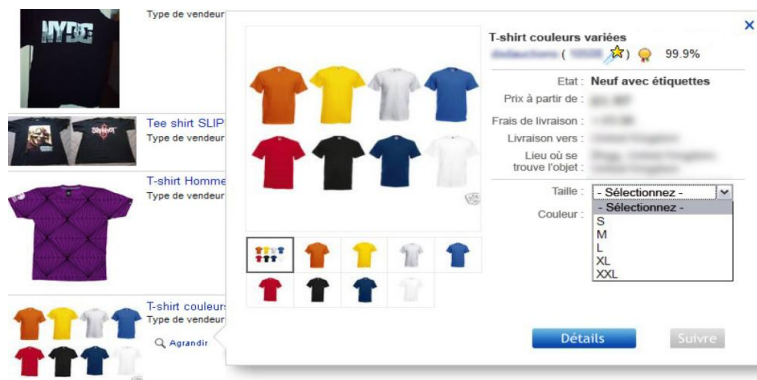 NYDG
Type de vendeur
Tee shirt SLIP
Type de vendeur
T-shirt Homme
Type de vendeur
T-shirt couleurs
Type de vendeur
Agrandir
T-shirt couleurs variées
( ) 99.9%
Etat : Neuf avec étiquettes
Prix à partir de :
Frais de livraison :
Livraison vers :
Lieu où se
trouve l'objet :
Taille : - Sélectionnez -
- Sélectionnez -
S
M
L
XL
XXL
Couleur :
Détails
Suivre